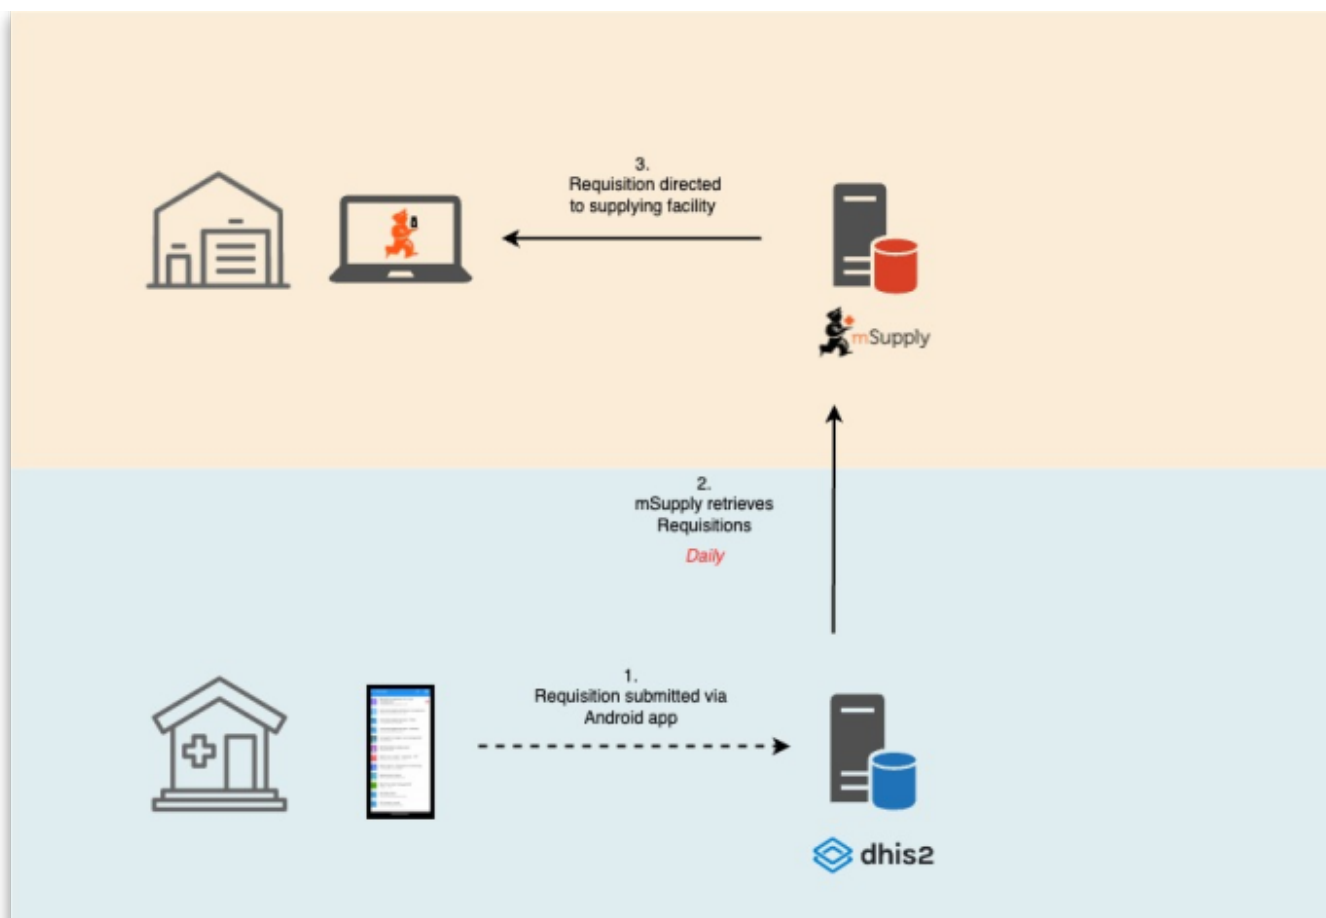 3.
Requisition directed
to supplying facility
mSupply
2.
mSupply retrieves
Requisitions
Daily
1.
Requisition submitted via
Android app
dhis2